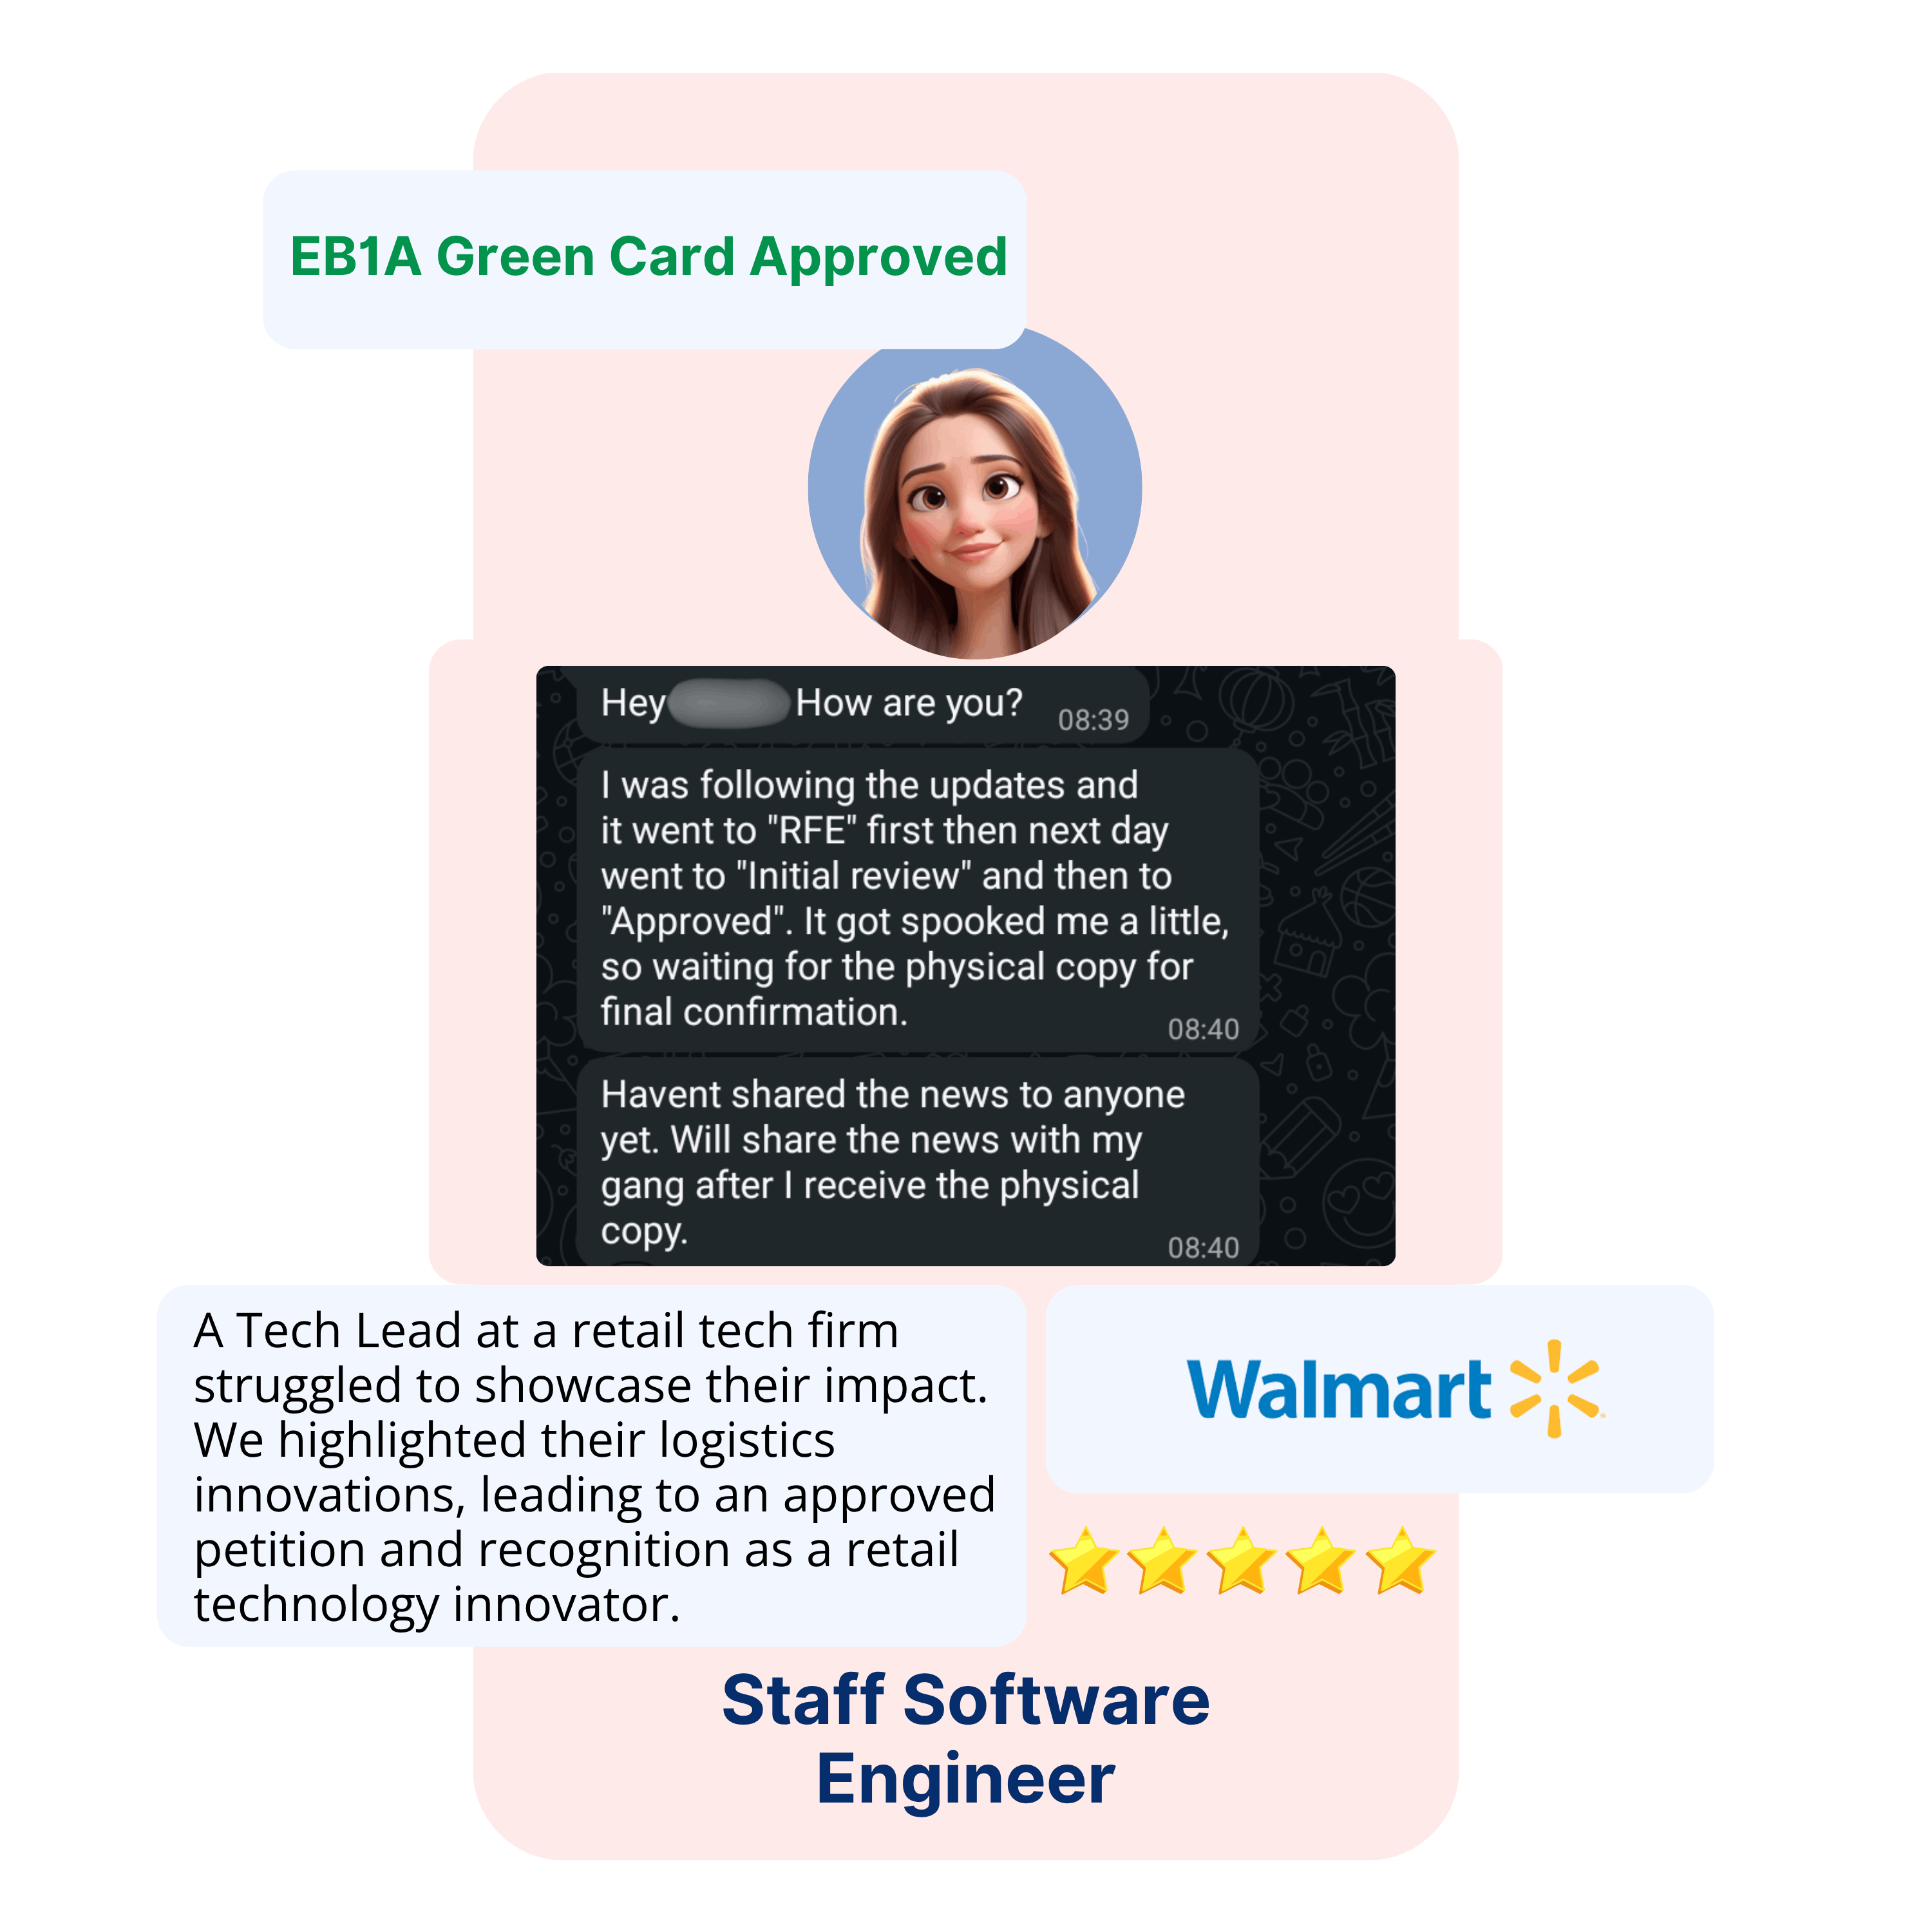 EB1A Green Card Approved
Hey How are you?
08:39
I was following the updates and
it went to "RFE" first then next day
went to "Initial review" and then to
"Approved". It got spooked me a little,
so waiting for the physical copy for
final confirmation.
08:40
Havent shared the news to anyone
yet. Will share the news with my
gang after I receive the physical
copy.
08:40
A Tech Lead at a retail tech firm
struggled to showcase their impact.
We highlighted their logistics
innovations, leading to an approved
petition and recognition as a retail
technology innovator.
Walmart
Staff Software
Engineer